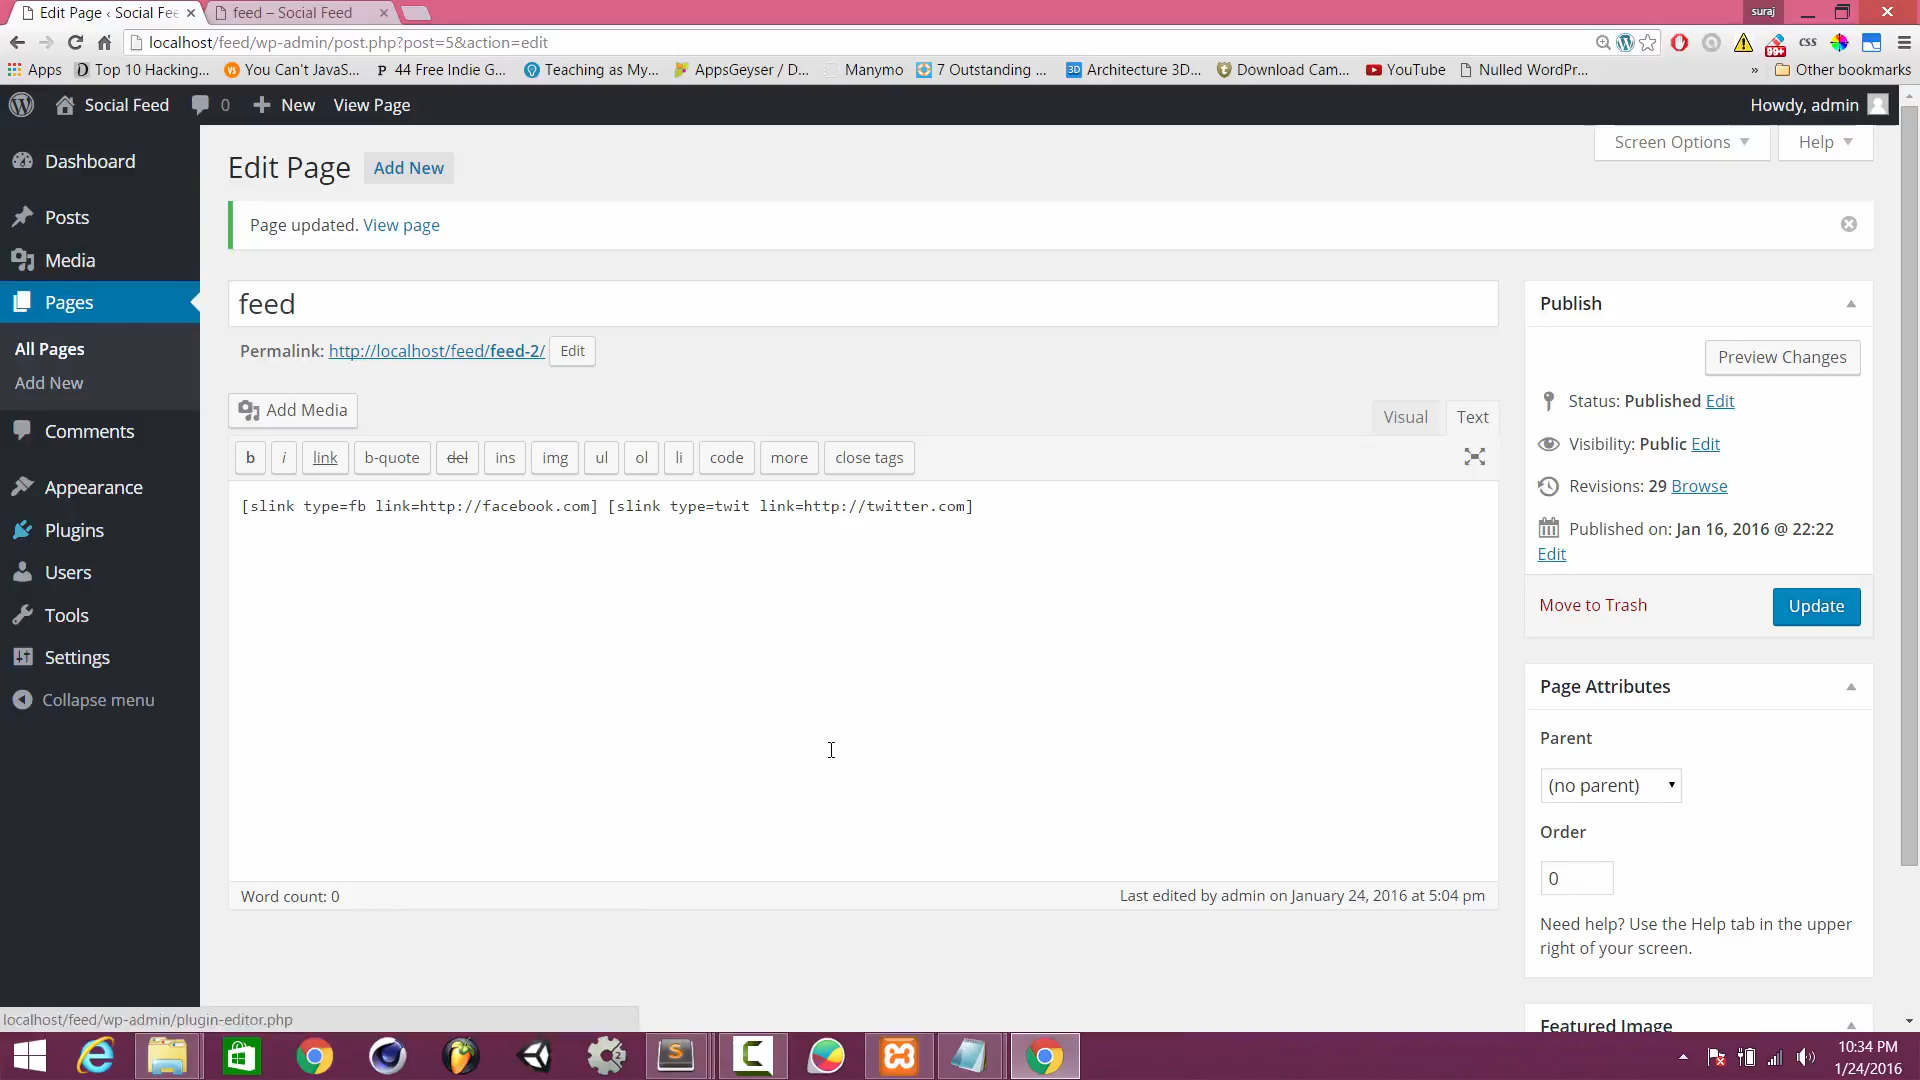 Edit Page ‹ Social Fee
feed – Social Feed
suraj
localhost/feed/wp-admin/post.php?post=5&action=edit
99+
CSS
Apps
Top 10 Hacking...
You Can't JavaS...
44 Free Indie G...
Teaching as My...
AppsGeyser / D...
Manymo
7 Outstanding ...
3D
Architecture 3D...
Download Cam...
YouTube
Nulled WordPr...
»
Other bookmarks
Social Feed
0
New
View Page
Howdy, admin
Dashboard
Posts
Media
Pages
All Pages
Add New
Comments
Appearance
Plugins
Users
Tools
Settings
Collapse menu
Screen Options
Help
Edit Page
Add New
Page updated. View page
feed
Permalink: http://localhost/feed/feed-2/
Edit
Add Media
Visual
Text
b
i
link
b-quote
del
ins
img
ul
ol
li
code
more
close tags
[slink type=fb link=http://facebook.com] [slink type=twit link=http://twitter.com]
Word count: 0
Last edited by admin on January 24, 2016 at 5:04 pm
Publish
Preview Changes
Status: Published Edit
Visibility: Public Edit
Revisions: 29 Browse
Published on: Jan 16, 2016 @ 22:22
Edit
Move to Trash
Update
Page Attributes
Parent
(no parent)
Order
0
Need help? Use the Help tab in the upper
right of your screen.
Featured Image
localhost/feed/wp-admin/plugin-editor.php
10:34 PM
1/24/2016